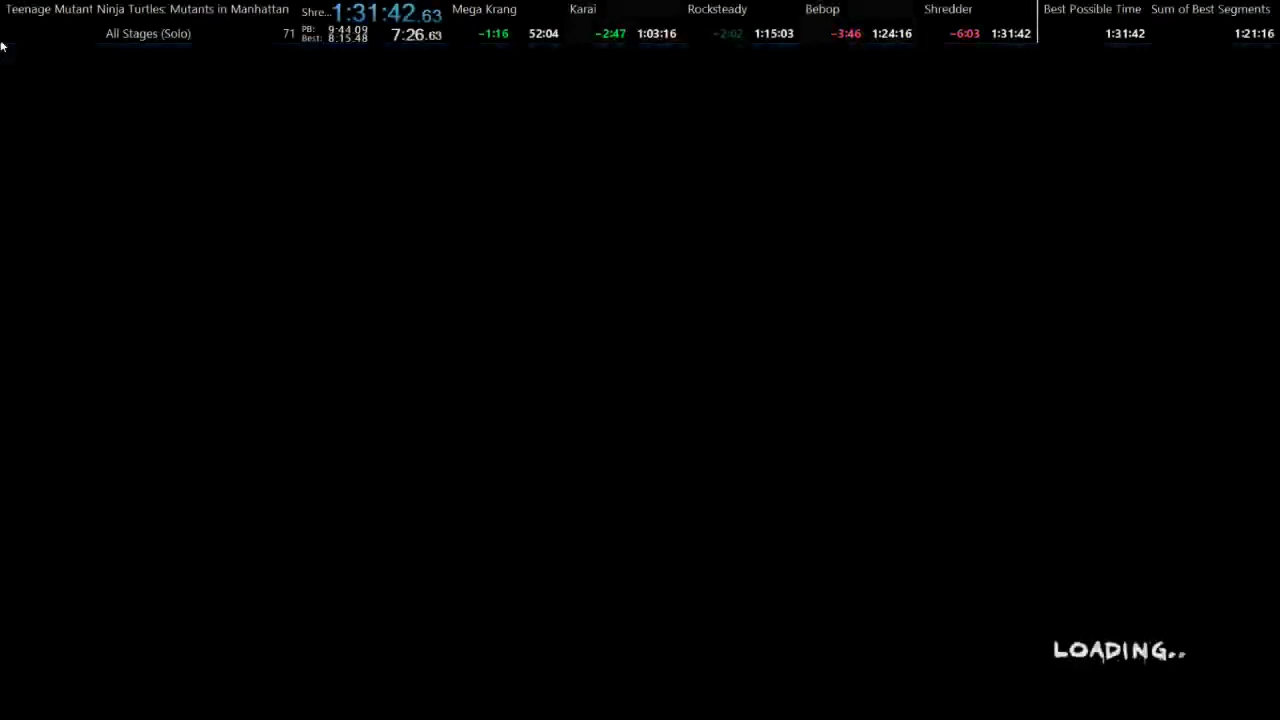 Teenage Mutant Ninja Turtles: Mutants in Manhattan
All Stages (Solo) 71
Shre... 1:31:42.63
PB: 9:44.09
Best: 8:15.48
7:26.63
Mega Krang
-1:16 52:04
Karai
-2:47 1:03:16
Rocksteady
-2:02 1:15:03
Bebop
-3:46 1:24:16
Shredder
-6:03 1:31:42
Best Possible Time
1:31:42
Sum of Best Segments
1:21:16
LOADING..